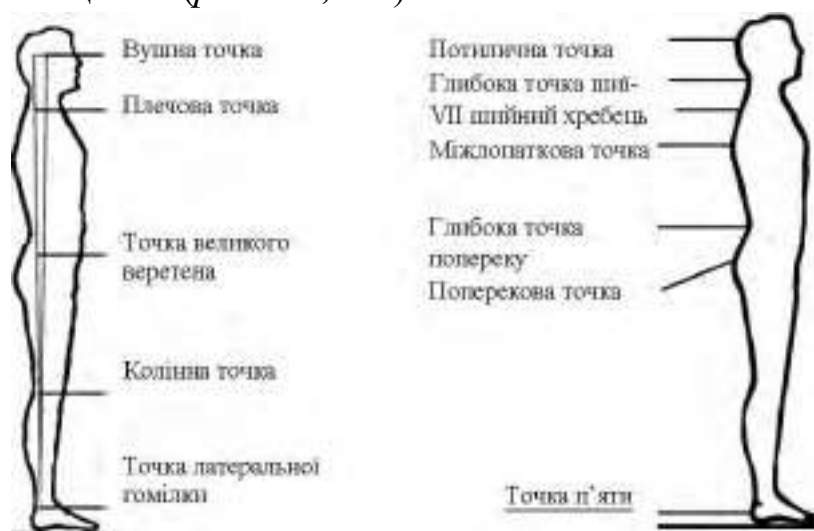 Вушна точка
Плечова точка
Точка великого
веретена
Колінна точка
Точка латеральної
гомілки
Потилична точка
Глибока точка шиї-
VII шийний хребець
Міжлопаткова точка
Глибока точка
попереку
Поперекова точка
Точка п’яти